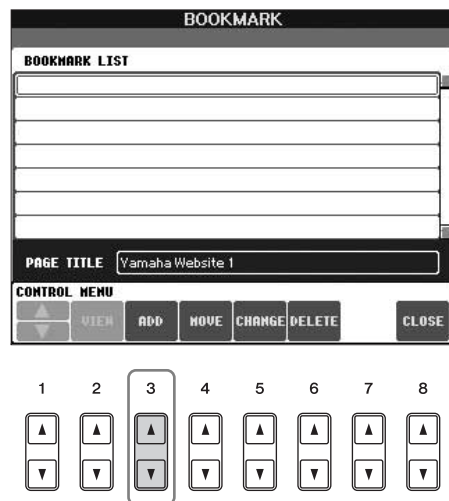 BOOKMARK
BOOKMARK LIST
PAGE TITLE Yamaha Website 1
CONTROL MENU
VIEW ADD MOVE CHANGE DELETE CLOSE
1 2 3 4 5 6 7 8